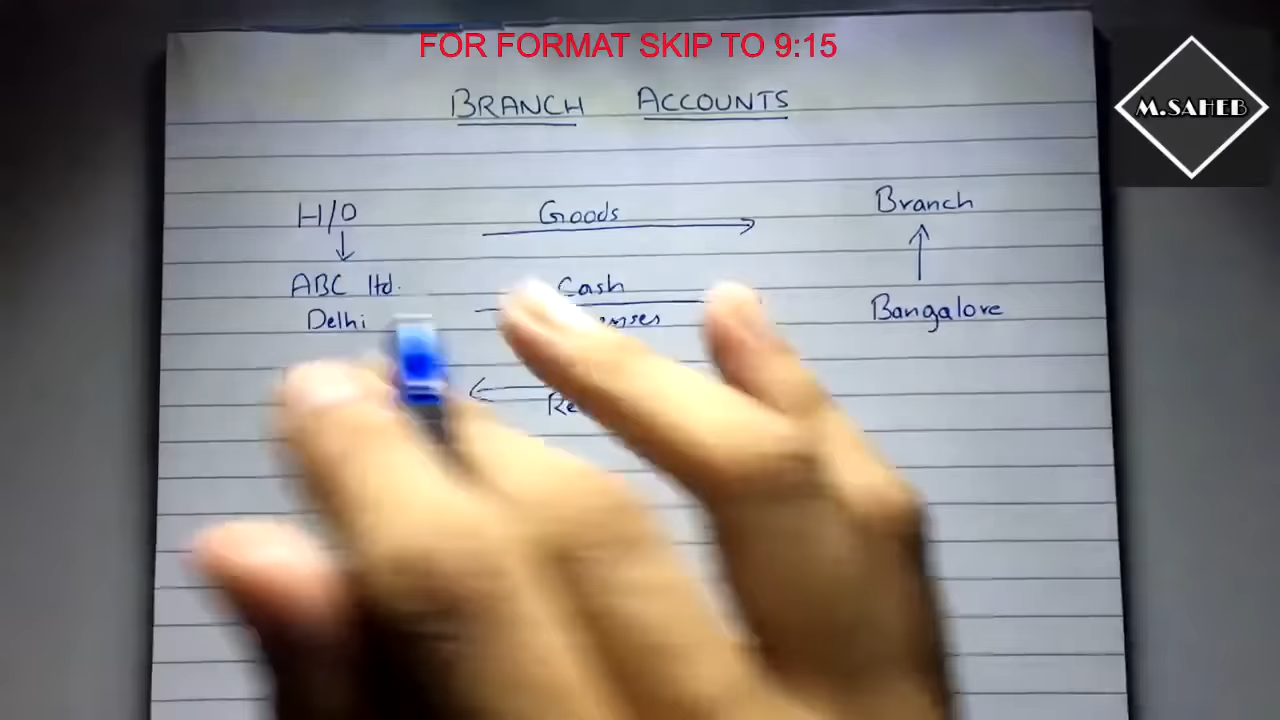 FOR FORMAT SKIP TO 9:15
M.SAHEB
BRANCH ACCOUNTS
H/O Goods Branch
ABC ltd. Cash
Delhi Bangalore